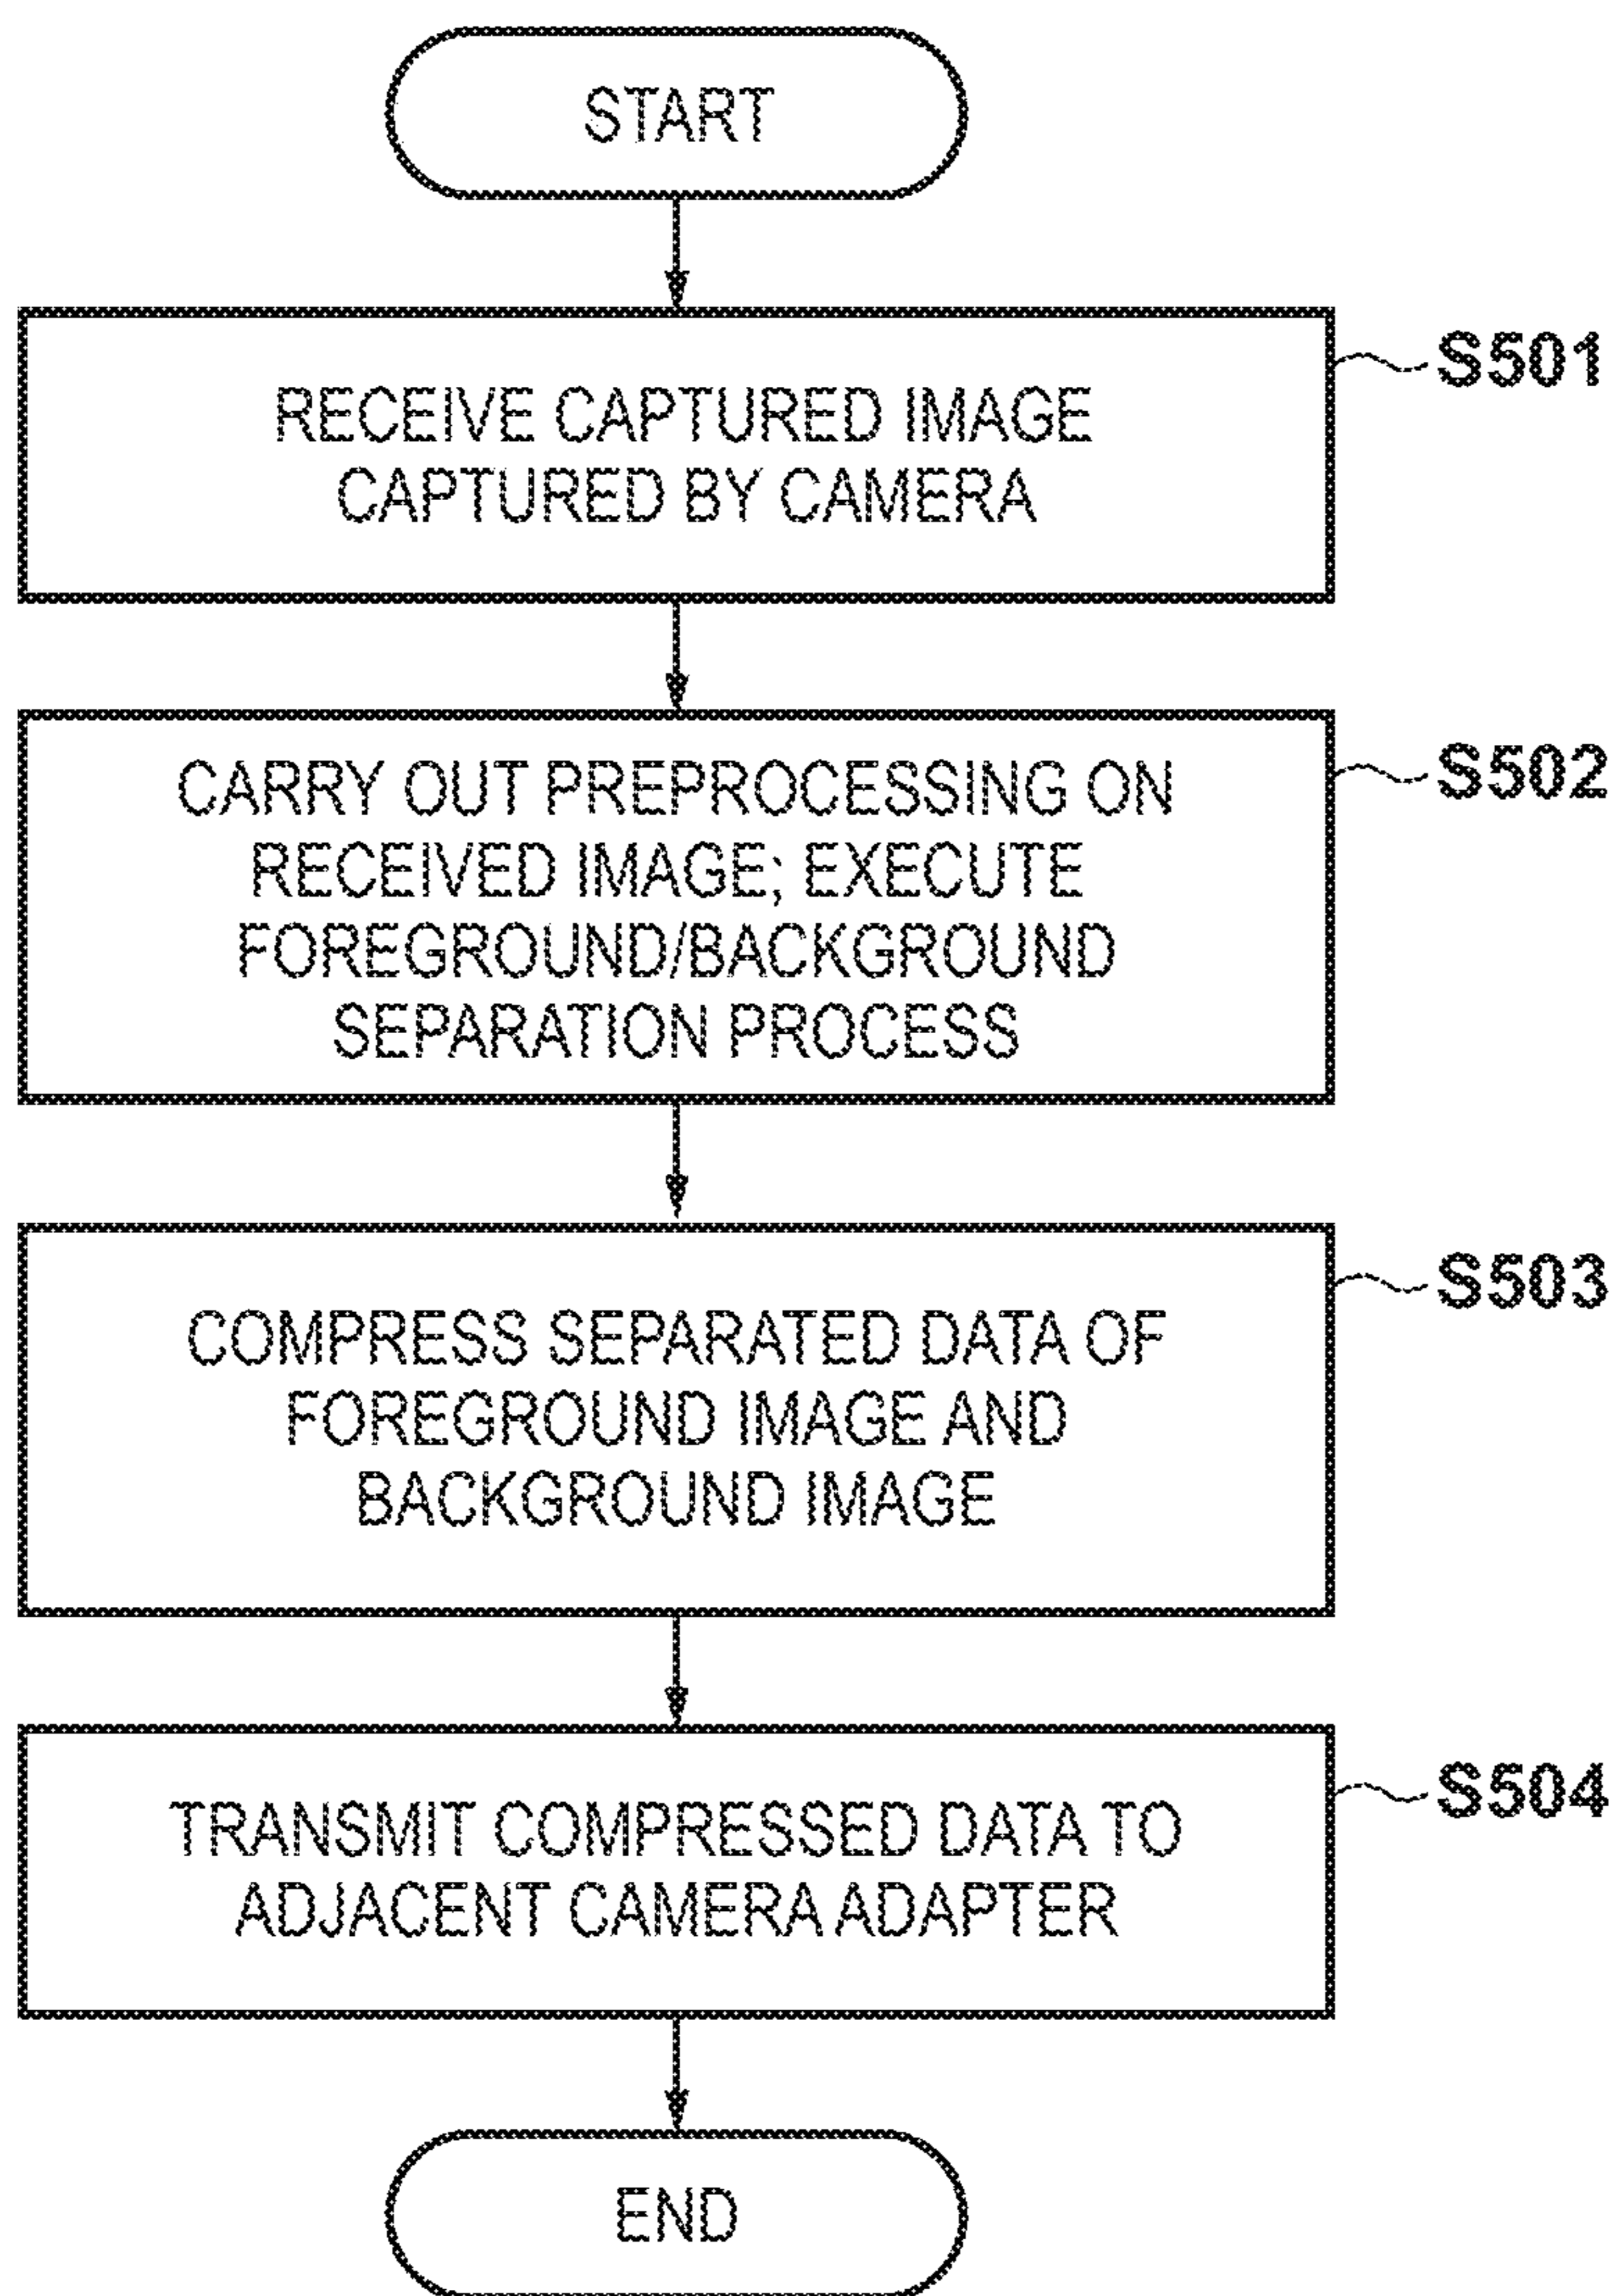 START
RECEIVE CAPTURED IMAGE
CAPTURED BY CAMERA
S501
CARRY OUT PREPROCESSING ON
RECEIVED IMAGE; EXECUTE
FOREGROUND/BACKGROUND
SEPARATION PROCESS
S502
COMPRESS SEPARATED DATA OF
FOREGROUND IMAGE AND
BACKGROUND IMAGE
S503
TRANSMIT COMPRESSED DATA TO
ADJACENT CAMERA ADAPTER
S504
END